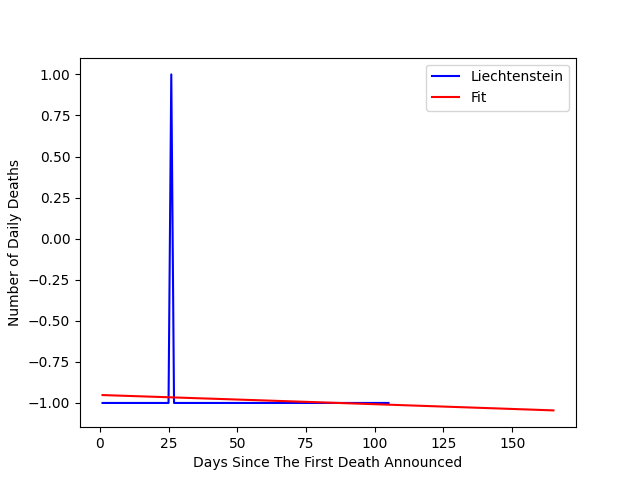 Liechtenstein
Fit
1.00
0.75
0.50
0.25
0.00
−0.25
−0.50
−0.75
−1.00
Number of Daily Deaths
0 25 50 75 100 125 150
Days Since The First Death Announced